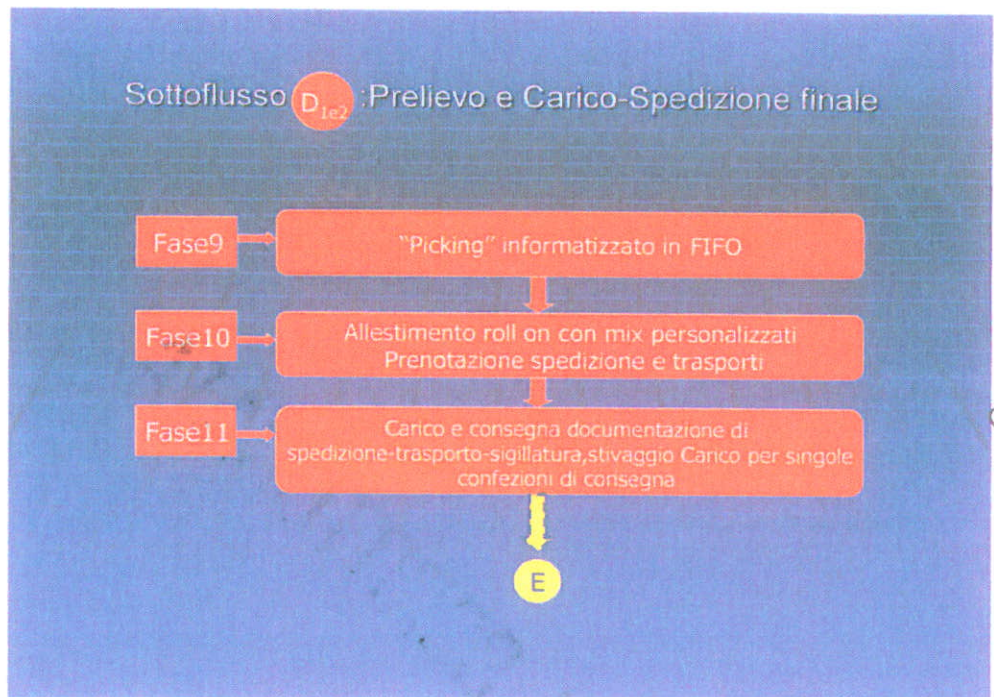 Sottoflusso D1e2 :Prelievo e Carico-Spedizione finale
Fase9
"Picking" informatizzato in FIFO
Fase10
Allestimento roll on con mix personalizzati
Prenotazione spedizione e trasporti
Fase11
Carico e consegna documentazione di
spedizione-trasporto-sigillatura,stivaggio Carico per singole
confezioni di consegna
E